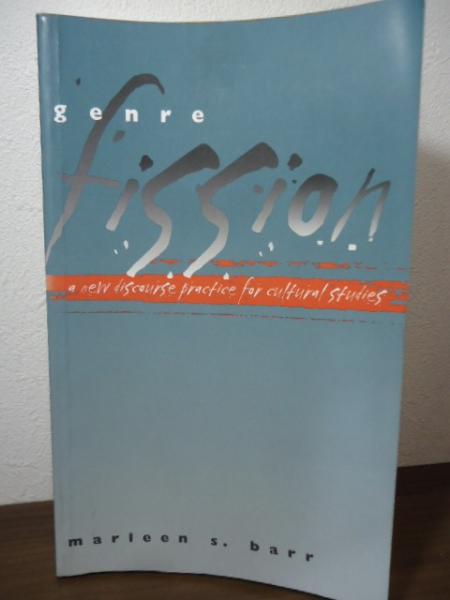 genre
fission
a new discourse practice for cultural studies
marleen s. barr